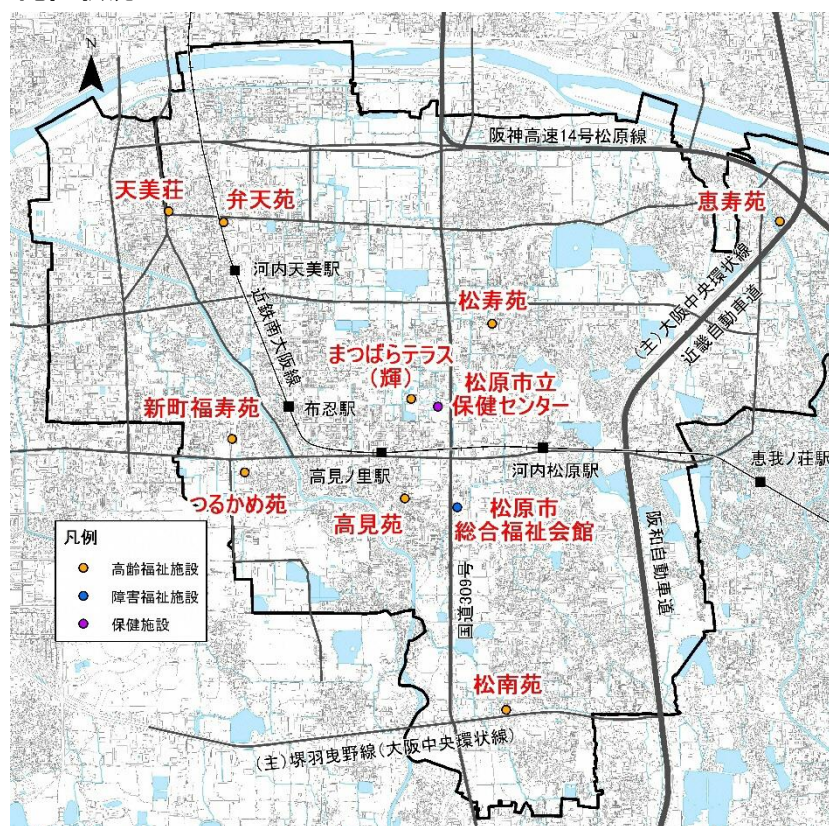 N
阪神高速14号松原線
天美荘
弁天苑
恵寿苑
河内天美駅
近鉄南大阪線
松寿苑
(主)大阪中央環状線
近畿自動車道
まつばらテラス
(輝)
松原市立
保健センター
新町福寿苑
布忍駅
高見ノ里駅
河内松原駅
恵我ノ荘駅
つるかめ苑
高見苑
松原市
総合福祉会館
凡例
高齢福祉施設
障害福祉施設
保健施設
国道309号
阪和自動車道
松南苑
(主)堺羽曳野線(大阪中央環状線)